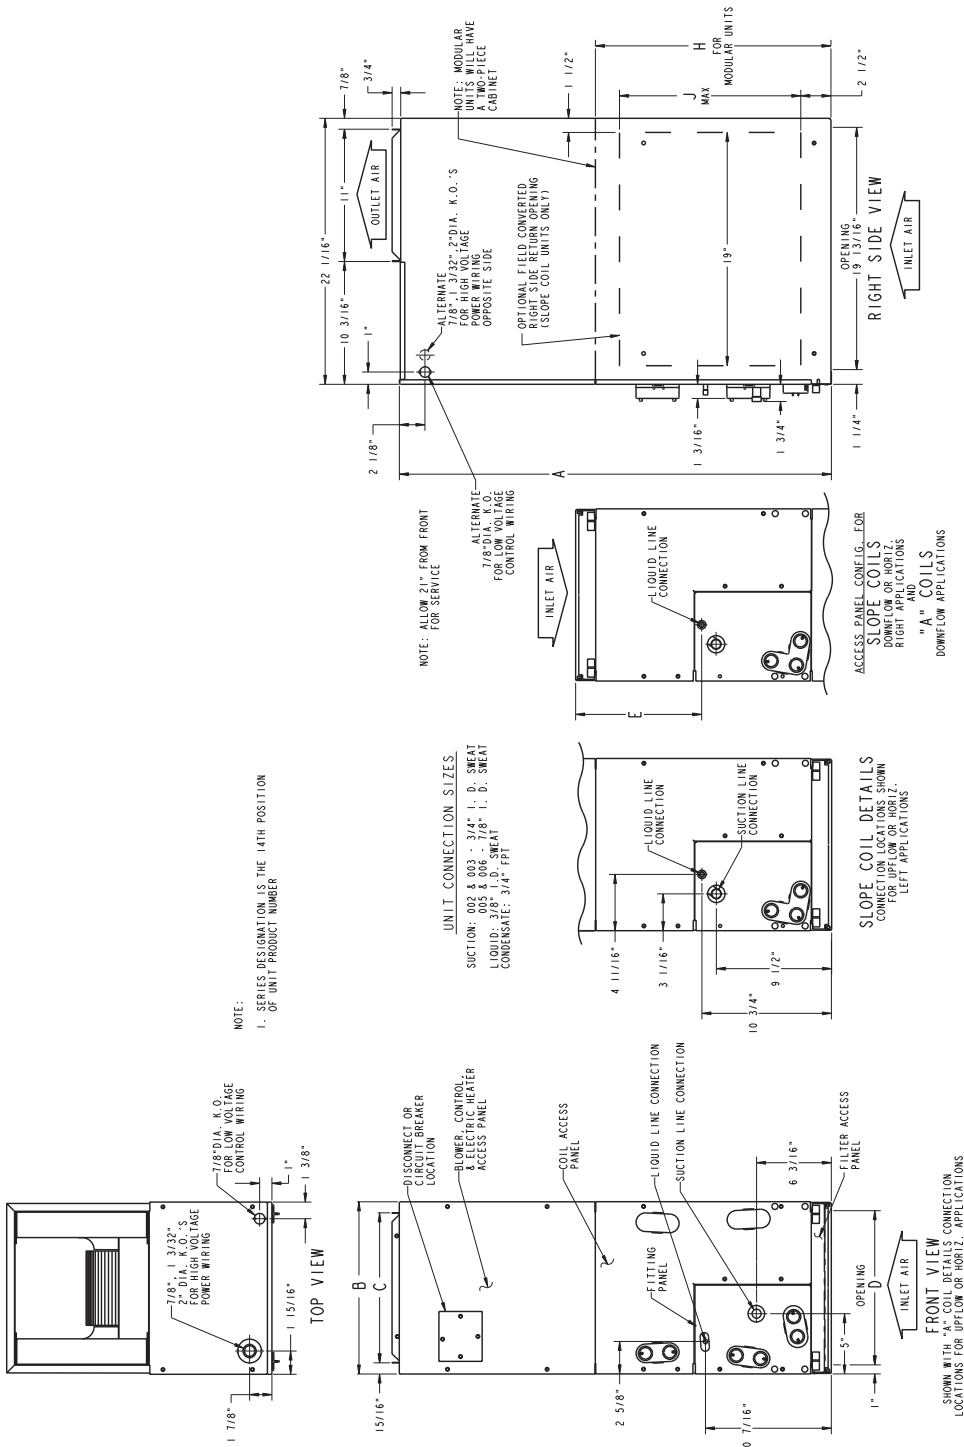 7/8"
3/4"
22 1/16"
11"
OUTLET AIR
10 3/16"
1"
2 1/8"
NOTE: MODULAR
UNITS WILL HAVE
A TWO-PIECE
CABINET
ALTERNATE
7/8",1 3/32",2"DIA. K.O.'S
FOR HIGH VOLTAGE
POWER WIRING
OPPOSITE SIDE
1 1/2"
H
FOR
MODULAR UNITS
J
MAX
2 1/2"
OPTIONAL FIELD CONVERTED
RIGHT SIDE RETURN OPENING
(SLOPE COIL UNITS ONLY)
19"
OPENING
19 13/16"
RIGHT SIDE VIEW
INLET AIR
1 3/16"
1 3/4"
1 1/4"
A
ALTERNATE
7/8"DIA. K.O.
FOR LOW VOLTAGE
CONTROL WIRING
NOTE: ALLOW 21" FROM FRONT
FOR SERVICE
INLET AIR
LIQUID LINE
CONNECTION
E
ACCESS PANEL CONFIG. FOR
SLOPE COILS
DOWNFLOW OR HORIZ.
RIGHT APPLICATIONS
AND
"A" COILS
DOWNFLOW APPLICATIONS
UNIT CONNECTION SIZES
SUCTION: 002 & 003 - 3/4" I. D. SWEAT
005 & 006 - 7/8" I. D. SWEAT
LIQUID: 3/8" I.D. SWEAT
CONDENSATE: 3/4" FPT
LIQUID LINE
CONNECTION
SUCTION LINE
CONNECTION
4 11/16"
3 1/16"
9 1/2"
10 3/4"
SLOPE COIL DETAILS
CONNECTION LOCATIONS SHOWN
FOR UPFLOW OR HORIZ.
LEFT APPLICATIONS
NOTE:
1. SERIES DESIGNATION IS THE 14TH POSITION
OF UNIT PRODUCT NUMBER
7/8"DIA. K.O.
FOR LOW VOLTAGE
CONTROL WIRING
1"
1 3/8"
7/8", 1 3/32"
2" DIA. K.O.'S
FOR HIGH VOLTAGE
POWER WIRING
1 15/16"
1 7/8"
TOP VIEW
B
C
15/16"
DISCONNECT OR
CIRCUIT BREAKER
LOCATION
BLOWER, CONTROL,
& ELECTRIC HEATER
ACCESS PANEL
COIL ACCESS
PANEL
LIQUID LINE CONNECTION
SUCTION LINE CONNECTION
FITTING
PANEL
2 5/8"
6 3/16"
FILTER ACCESS
PANEL
OPENING
D
5"
1"
0 7/16"
INLET AIR
FRONT VIEW
SHOWN WITH "A" COIL DETAILS CONNECTION
LOCATIONS FOR UPFLOW OR HORIZ. APPLICATIONS